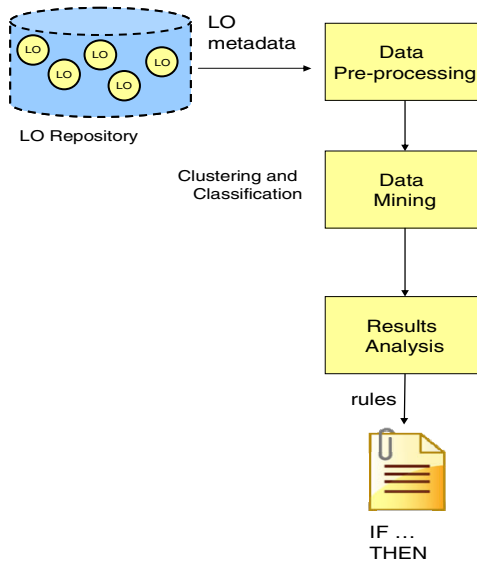 LO
metadata
LO
LO
LO
LO
LO
LO Repository
Data
Pre-processing
Clustering and
Classification
Data
Mining
Results
Analysis
rules
IF ...
THEN